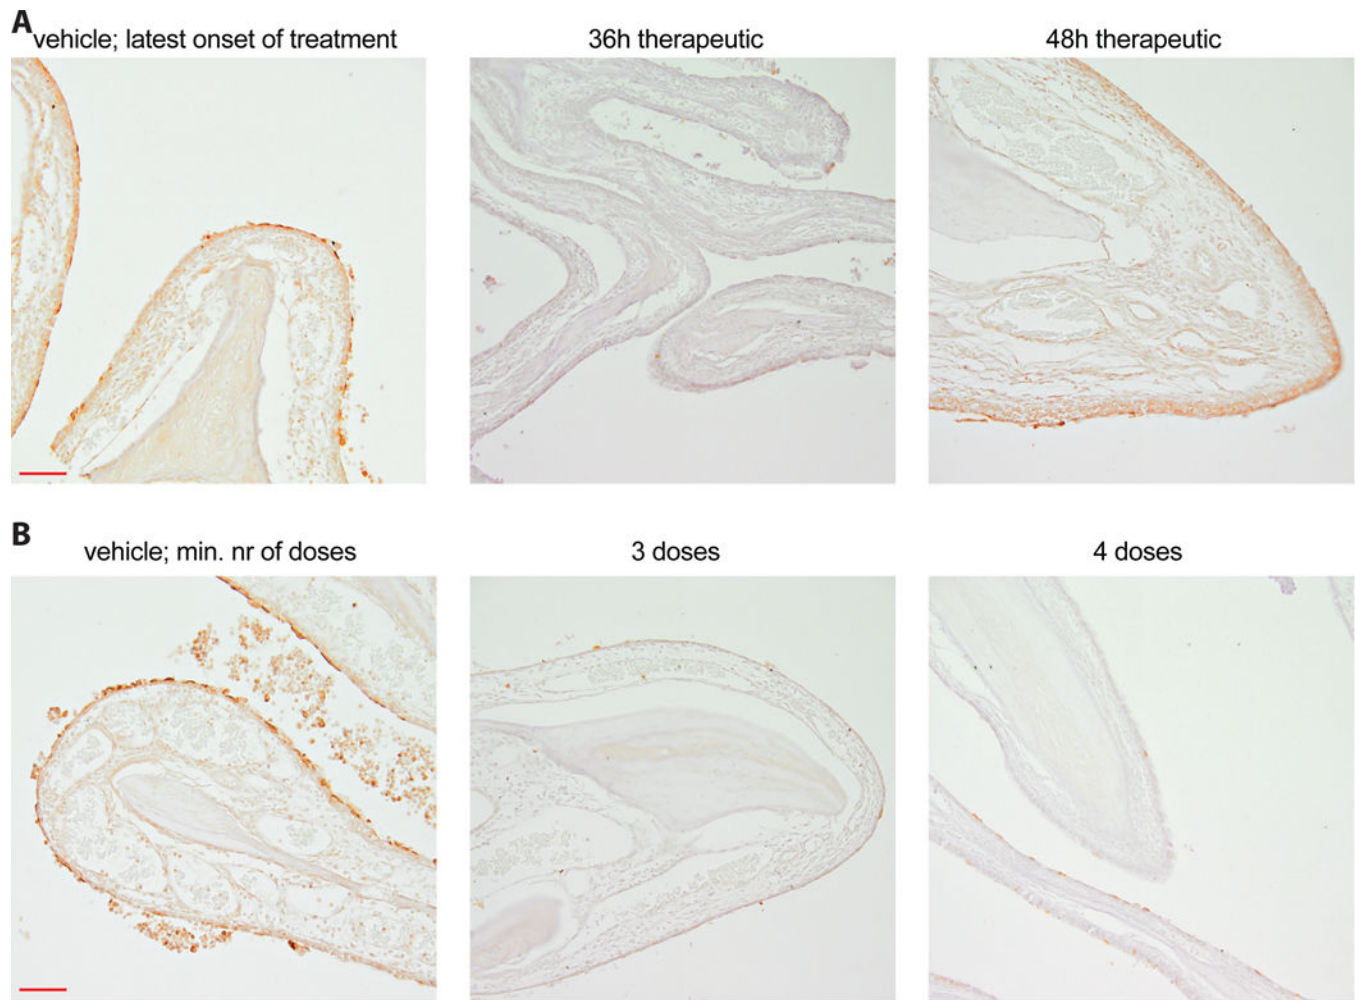 A
vehicle; latest onset of treatment
36h therapeutic
48h therapeutic
B
vehicle; min. nr of doses
3 doses
4 doses